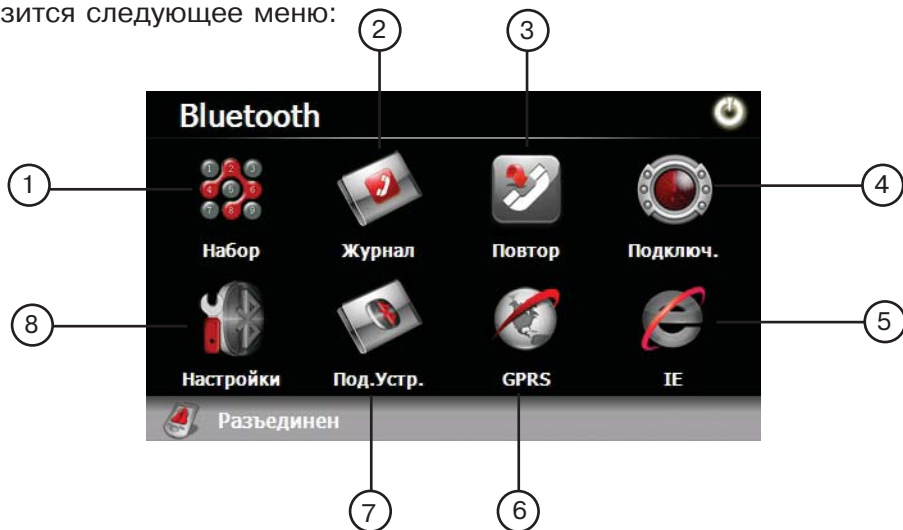 зится следующее меню:
2 3
Bluetooth
1 4
Набор Журнал Повтор Подключ.
8 5
Настройки Под.Устр. GPRS IE
Разъединен
7 6